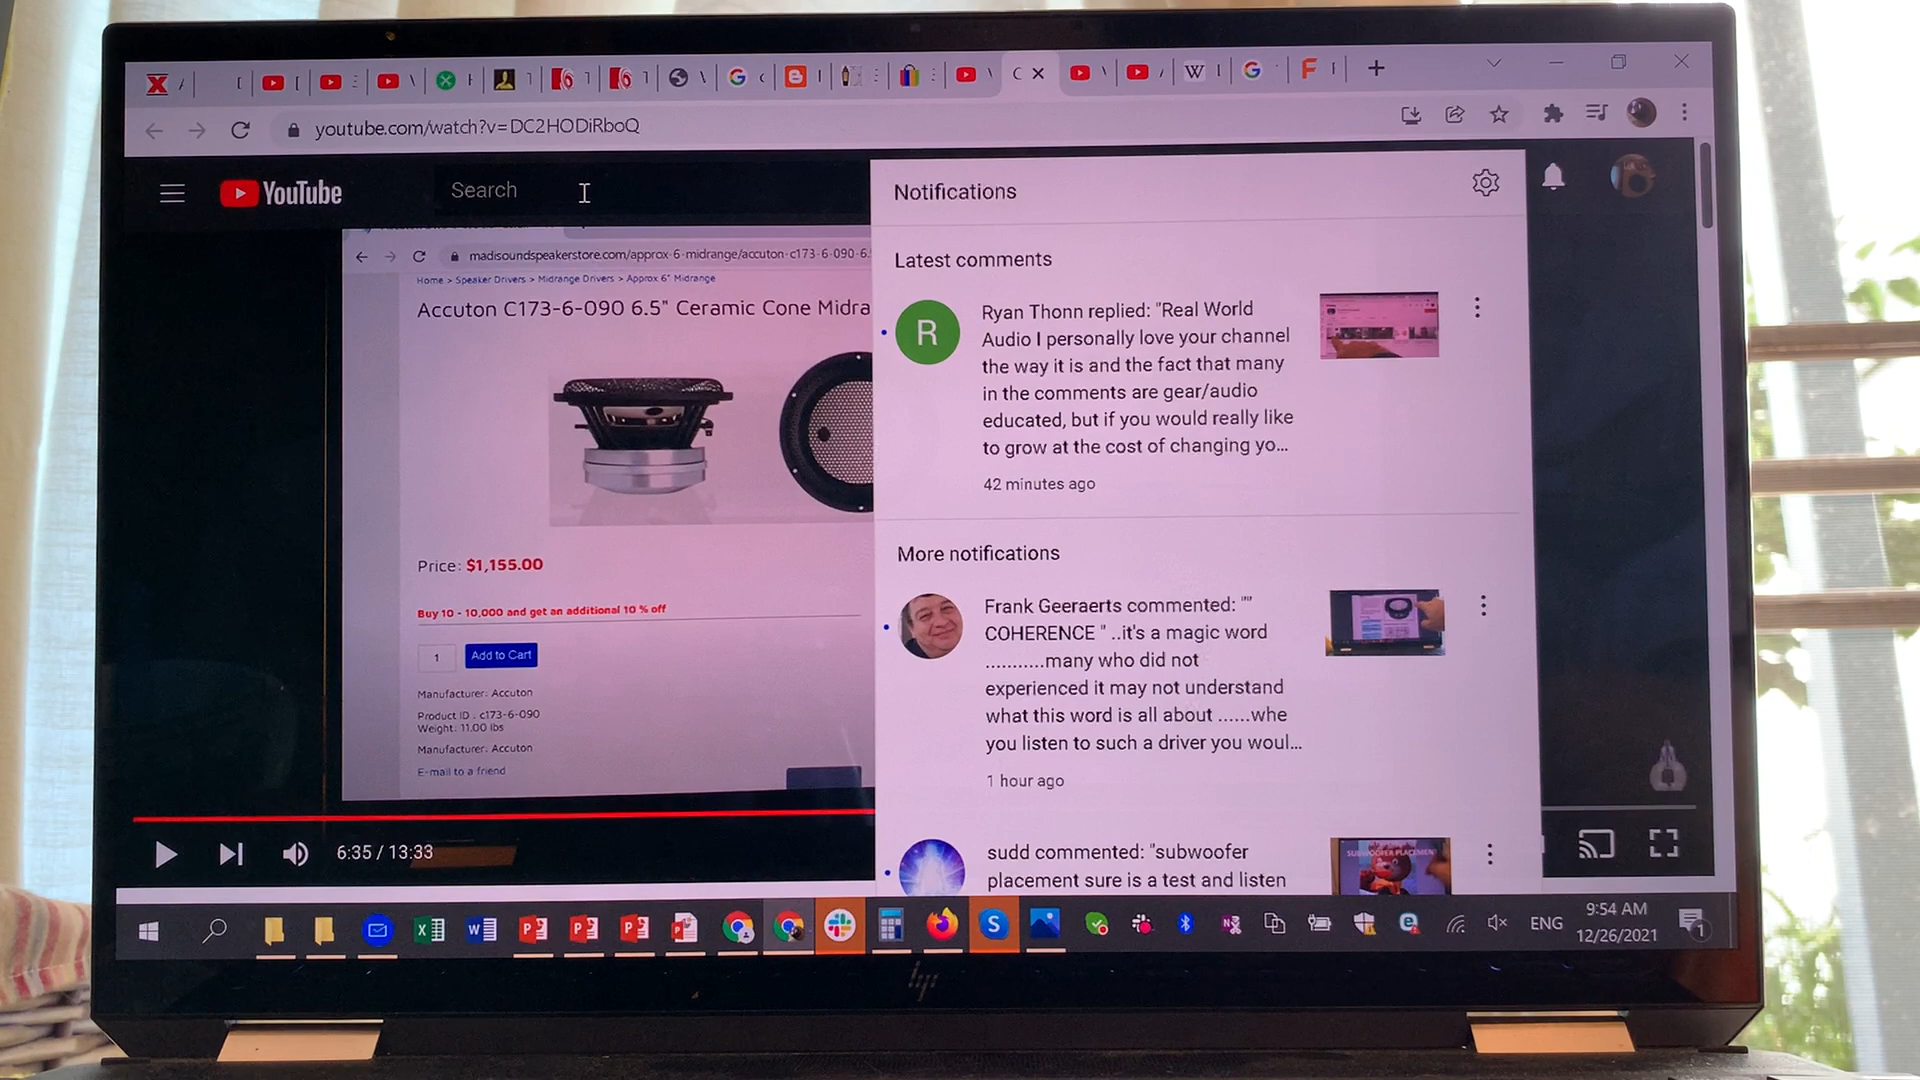 youtube.com/watch?v=DC2HODiRboQ
YouTube
Search
madisoundspeakerstore.com/approx-6-midrange/accuton-c173-6-090-6.
Home > Speaker Drivers > Midrange Drivers > Approx 6" Midrange
Accuton C173-6-090 6.5" Ceramic Cone Midra
Price: $1,155.00
Buy 10 - 10,000 and get an additional 10 % off
1
Add to Cart
Manufacturer: Accuton
Product ID : c173-6-090
Weight: 11.00 lbs
Manufacturer: Accuton
E-mail to a friend
6:35 / 13:33
Notifications
Latest comments
R
Ryan Thonn replied: "Real World
Audio I personally love your channel
the way it is and the fact that many
in the comments are gear/audio
educated, but if you would really like
to grow at the cost of changing yo...
42 minutes ago
More notifications
Frank Geeraerts commented: ""
COHERENCE " ..it's a magic word
...........many who did not
experienced it may not understand
what this word is all about ......whe
you listen to such a driver you woul...
1 hour ago
sudd commented: "subwoofer
placement sure is a test and listen
SUBWOOFER PLACEMENT
ENG
9:54 AM
12/26/2021
1
hp